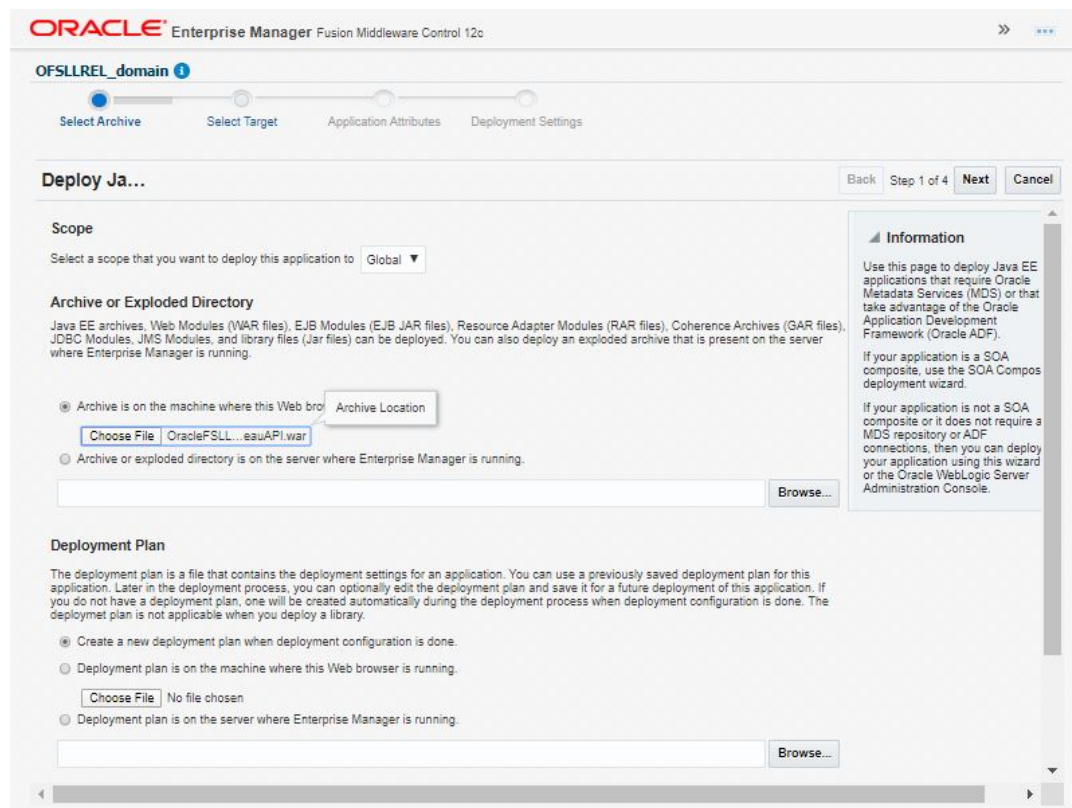 ORACLE® Enterprise Manager Fusion Middleware Control 12c
OFSLLREL_domain
Select Archive Select Target Application Attributes Deployment Settings
Deploy Ja...
Back Step 1 of 4 Next Cancel
Scope
Select a scope that you want to deploy this application to Global
Archive or Exploded Directory
Java EE archives, Web Modules (WAR files), EJB Modules (EJB JAR files), Resource Adapter Modules (RAR files), Coherence Archives (GAR files),
JDBC Modules, JMS Modules, and library files (Jar files) can be deployed. You can also deploy an exploded archive that is present on the server
where Enterprise Manager is running.
Archive is on the machine where this Web bro
Archive Location
Choose File OracleFSLL...eauAPI.war
Archive or exploded directory is on the server where Enterprise Manager is running.
Browse...
Deployment Plan
The deployment plan is a file that contains the deployment settings for an application. You can use a previously saved deployment plan for this
application. Later in the deployment process, you can optionally edit the deployment plan and save it for a future deployment of this application. If
you do not have a deployment plan, one will be created automatically during the deployment process when deployment configuration is done. The
deploymet plan is not applicable when you deploy a library.
Create a new deployment plan when deployment configuration is done.
Deployment plan is on the machine where this Web browser is running.
Choose File No file chosen
Deployment plan is on the server where Enterprise Manager is running.
Browse...
Information
Use this page to deploy Java EE
applications that require Oracle
Metadata Services (MDS) or that
take advantage of the Oracle
Application Development
Framework (Oracle ADF).
If your application is a SOA
composite, use the SOA Compos
deployment wizard.
If your application is not a SOA
composite or it does not require a
MDS repository or ADF
connections, then you can deploy
your application using this wizard
or the Oracle WebLogic Server
Administration Console.